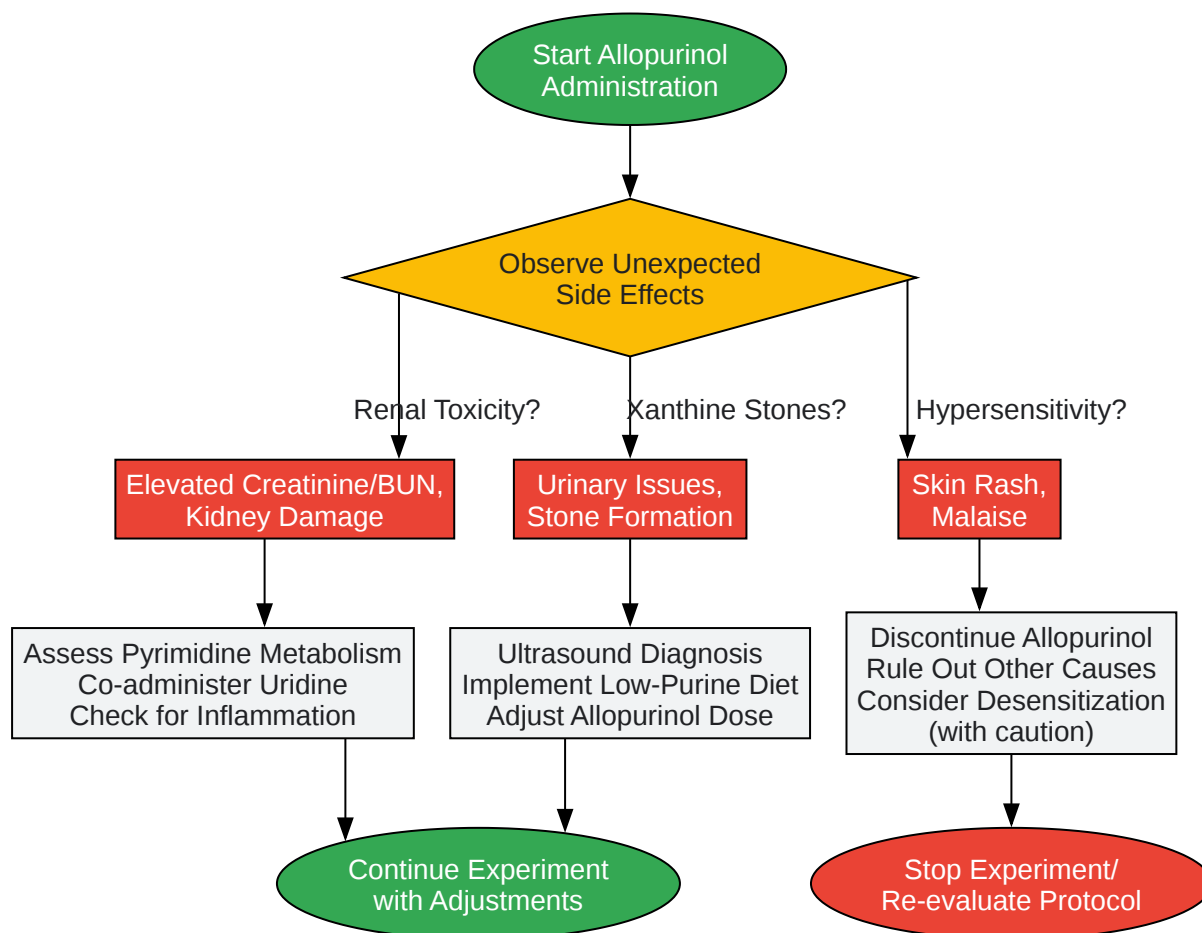 Start Allopurinol
Administration
Observe Unexpected
Side Effects
Renal Toxicity?
Xanthine Stones?
Hypersensitivity?
Elevated Creatinine/BUN,
Kidney Damage
Urinary Issues,
Stone Formation
Skin Rash,
Malaise
Assess Pyrimidine Metabolism
Co-administer Uridine
Check for Inflammation
Ultrasound Diagnosis
Implement Low-Purine Diet
Adjust Allopurinol Dose
Discontinue Allopurinol
Rule Out Other Causes
Consider Desensitization
(with caution)
Continue Experiment
with Adjustments
Stop Experiment/
Re-evaluate Protocol